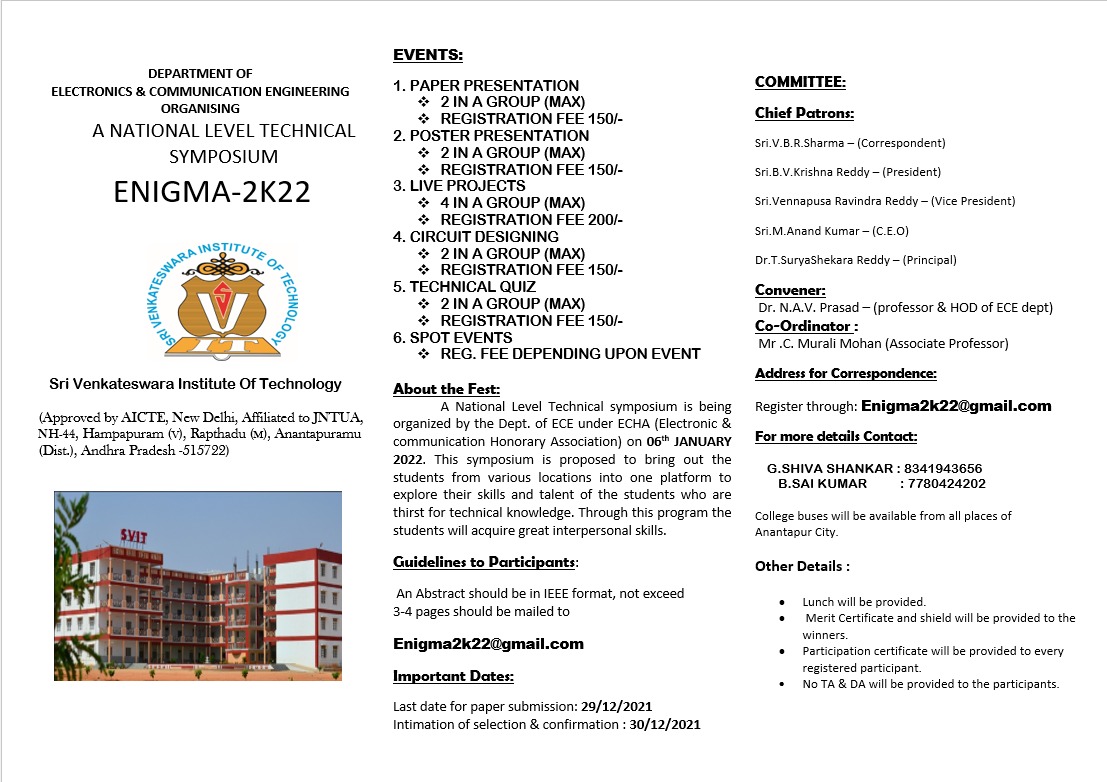 DEPARTMENT OF
ELECTRONICS & COMMUNICATION ENGINEERING
ORGANISING
A NATIONAL LEVEL TECHNICAL
SYMPOSIUM
ENIGMA-2K22
SRI VENKATESWARA INSTITUTE OF TECHNOLOGY
S
V
IT
Sri Venkateswara Institute Of Technology
(Approved by AICTE, New Delhi, Affiliated to JNTUA,
NH-44, Hampapuram (V), Rapthadu (M), Anantapuramu
(Dist.), Andhra Pradesh -515722)
SVIT
EVENTS:
1. PAPER PRESENTATION
❖ 2 IN A GROUP (MAX)
❖ REGISTRATION FEE 150/-
2. POSTER PRESENTATION
❖ 2 IN A GROUP (MAX)
❖ REGISTRATION FEE 150/-
3. LIVE PROJECTS
❖ 4 IN A GROUP (MAX)
❖ REGISTRATION FEE 200/-
4. CIRCUIT DESIGNING
❖ 2 IN A GROUP (MAX)
❖ REGISTRATION FEE 150/-
5. TECHNICAL QUIZ
❖ 2 IN A GROUP (MAX)
❖ REGISTRATION FEE 150/-
6. SPOT EVENTS
❖ REG. FEE DEPENDING UPON EVENT
About the Fest:
A National Level Technical symposium is being
organized by the Dept. of ECE under ECHA (Electronic &
communication Honorary Association) on 06th JANUARY
2022. This symposium is proposed to bring out the
students from various locations into one platform to
explore their skills and talent of the students who are
thirst for technical knowledge. Through this program the
students will acquire great interpersonal skills.
Guidelines to Participants:
An Abstract should be in IEEE format, not exceed
3-4 pages should be mailed to
Enigma2k22@gmail.com
Important Dates:
Last date for paper submission: 29/12/2021
Intimation of selection & confirmation : 30/12/2021
COMMITTEE:
Chief Patrons:
Sri.V.B.R.Sharma – (Correspondent)
Sri.B.V.Krishna Reddy – (President)
Sri.Vennapusa Ravindra Reddy – (Vice President)
Sri.M.Anand Kumar – (C.E.O)
Dr.T.SuryaShekara Reddy – (Principal)
Convener:
Dr. N.A.V. Prasad – (professor & HOD of ECE dept)
Co-Ordinator :
Mr .C. Murali Mohan (Associate Professor)
Address for Correspondence:
Register through: Enigma2k22@gmail.com
For more details Contact:
G.SHIVA SHANKAR : 8341943656
B.SAI KUMAR : 7780424202
College buses will be available from all places of
Anantapur City.
Other Details :
• Lunch will be provided.
• Merit Certificate and shield will be provided to the
winners.
• Participation certificate will be provided to every
registered participant.
• No TA & DA will be provided to the participants.